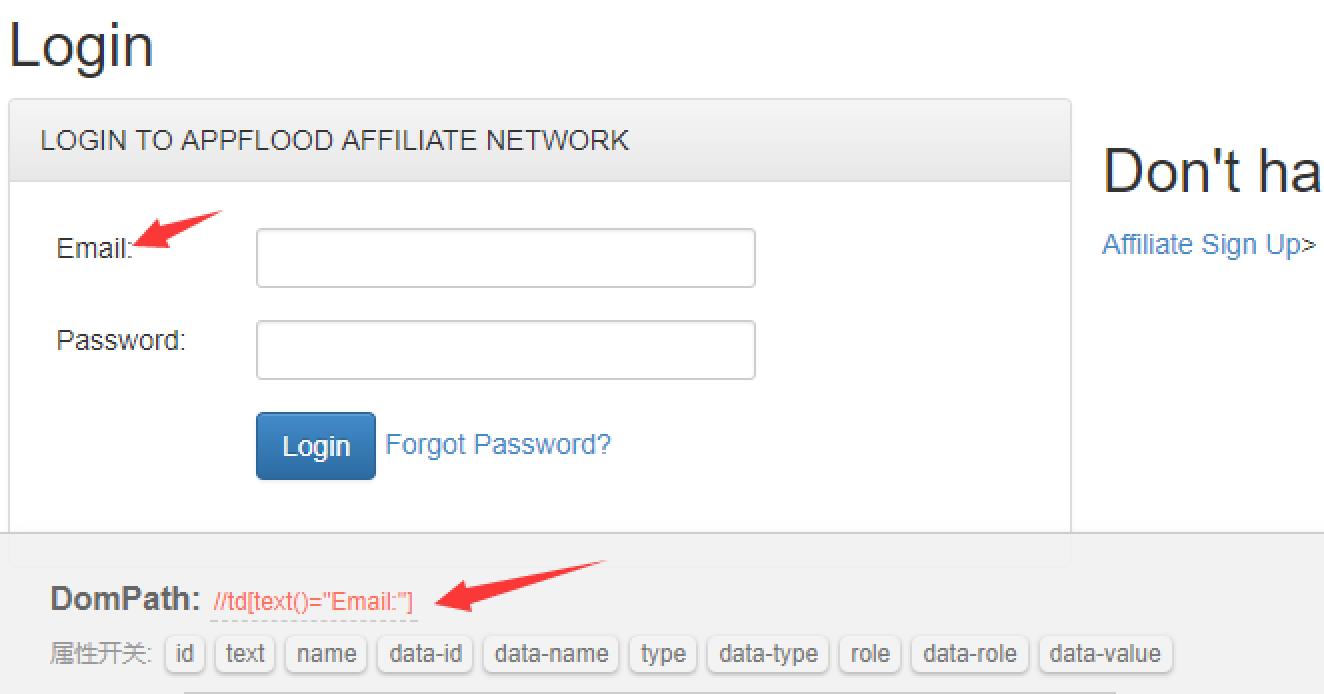 Login
LOGIN TO APPFLOOD AFFILIATE NETWORK
Don't ha
Email:
Affiliate Sign Up>
Password:
Login Forgot Password?
DomPath: //td[text()="Email:"]
属性开关: id text name data-id data-name type data-type role data-role data-value